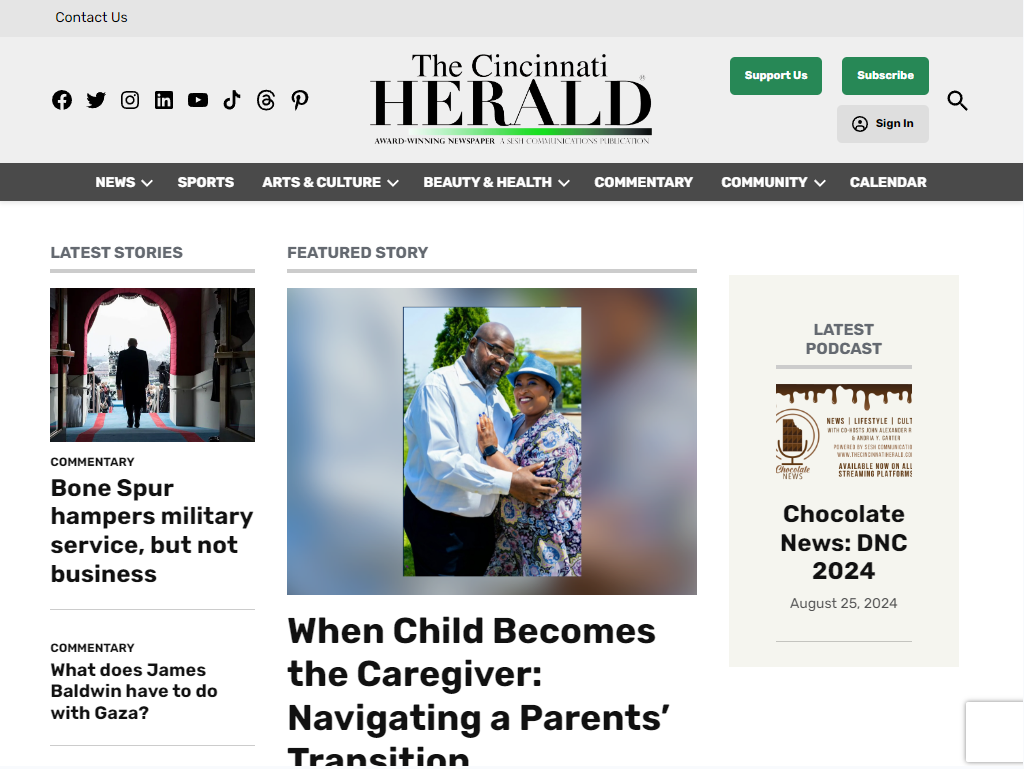 Contact Us
The Cincinnati
HERALD
AWARD-WINNING NEWSPAPER A SESH COMMUNICATIONS PUBLICATION
Support Us
Subscribe
Sign In
NEWS
SPORTS
ARTS & CULTURE
BEAUTY & HEALTH
COMMENTARY
COMMUNITY
CALENDAR
LATEST STORIES
COMMENTARY
Bone Spur
hampers military
service, but not
business
COMMENTARY
What does James
Baldwin have to do
with Gaza?
FEATURED STORY
When Child Becomes
the Caregiver:
Navigating a Parents’
Transition
LATEST
PODCAST
NEWS | LIFESTYLE | CULT
WITH CO-HOSTS JOHN ALEXANDER R
& ANDRIA Y. CARTER
POWERED BY SESH COMMUNICATIO
WWW.THECINCINNATIHERALD.CO
AVAILABLE NOW ON ALL
STREAMING PLATFORMS
Chocolate
NEWS
Chocolate
News: DNC
2024
August 25, 2024